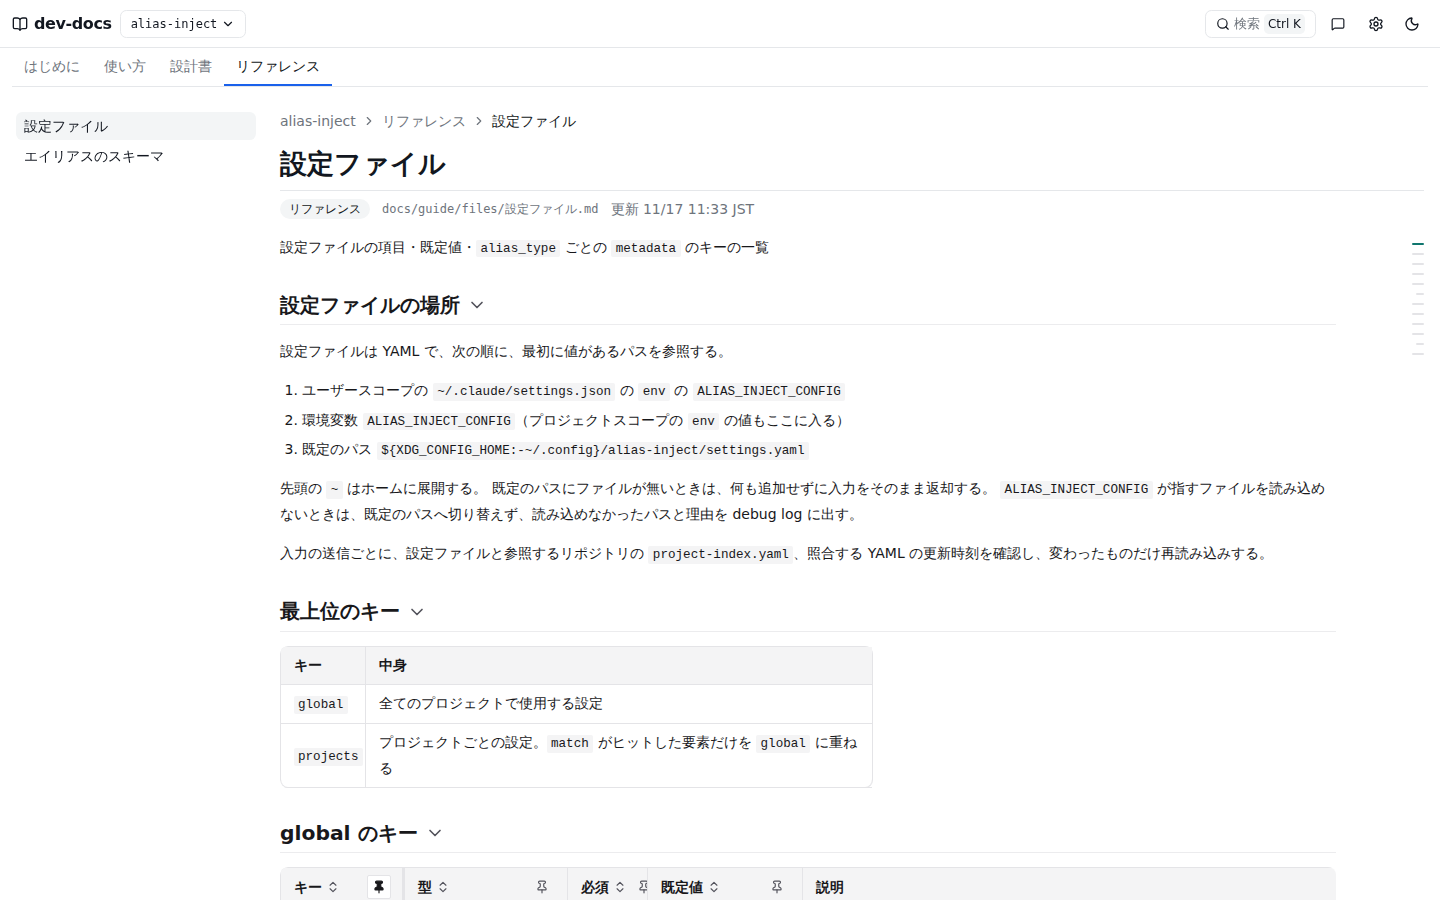 dev-docs alias-inject 検索 Ctrl K
はじめに 使い方 設計書 リファレンス
設定ファイル
エイリアスのスキーマ
alias-inject > リファレンス > 設定ファイル
設定ファイル
リファレンス docs/guide/files/設定ファイル.md 更新 11/17 11:33 JST
設定ファイルの項目・既定値・alias_type ごとの metadata のキーの一覧
設定ファイルの場所
設定ファイルは YAML で、次の順に、最初に値があるパスを参照する。
1. ユーザースコープの ~/.claude/settings.json の env の ALIAS_INJECT_CONFIG
2. 環境変数 ALIAS_INJECT_CONFIG（プロジェクトスコープの env の値もここに入る）
3. 既定のパス ${XDG_CONFIG_HOME:-~/.config}/alias-inject/settings.yaml
先頭の ~ はホームに展開する。 既定のパスにファイルが無いときは、何も追加せずに入力をそのまま返却する。 ALIAS_INJECT_CONFIG が指すファイルを読み込め
ないときは、既定のパスへ切り替えず、読み込めなかったパスと理由を debug log に出す。
入力の送信ごとに、設定ファイルと参照するリポジトリの project-index.yaml、照合する YAML の更新時刻を確認し、変わったものだけ再読み込みする。
最上位のキー
キー 中身
global 全てのプロジェクトで使用する設定
projects プロジェクトごとの設定。match がヒットした要素だけを global に重ね
る
global のキー
キー 型 必須 既定値 説明